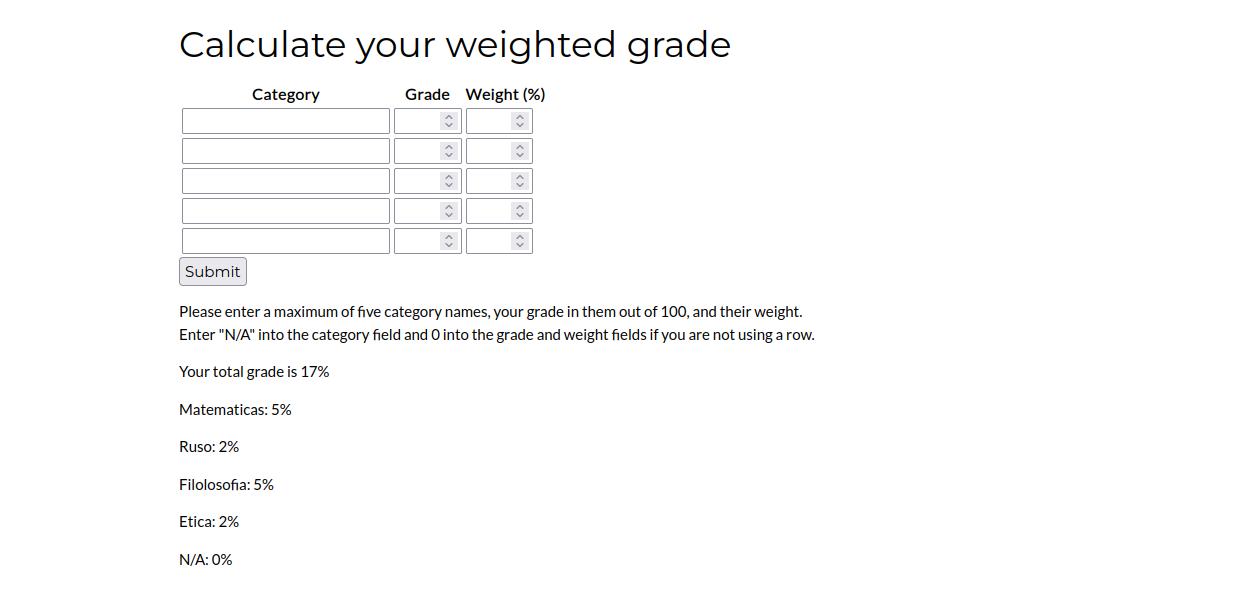 Calculate your weighted grade
Category Grade Weight (%)
Submit
Please enter a maximum of five category names, your grade in them out of 100, and their weight.
Enter "N/A" into the category field and 0 into the grade and weight fields if you are not using a row.
Your total grade is 17%
Matematicas: 5%
Ruso: 2%
Filolosofia: 5%
Etica: 2%
N/A: 0%